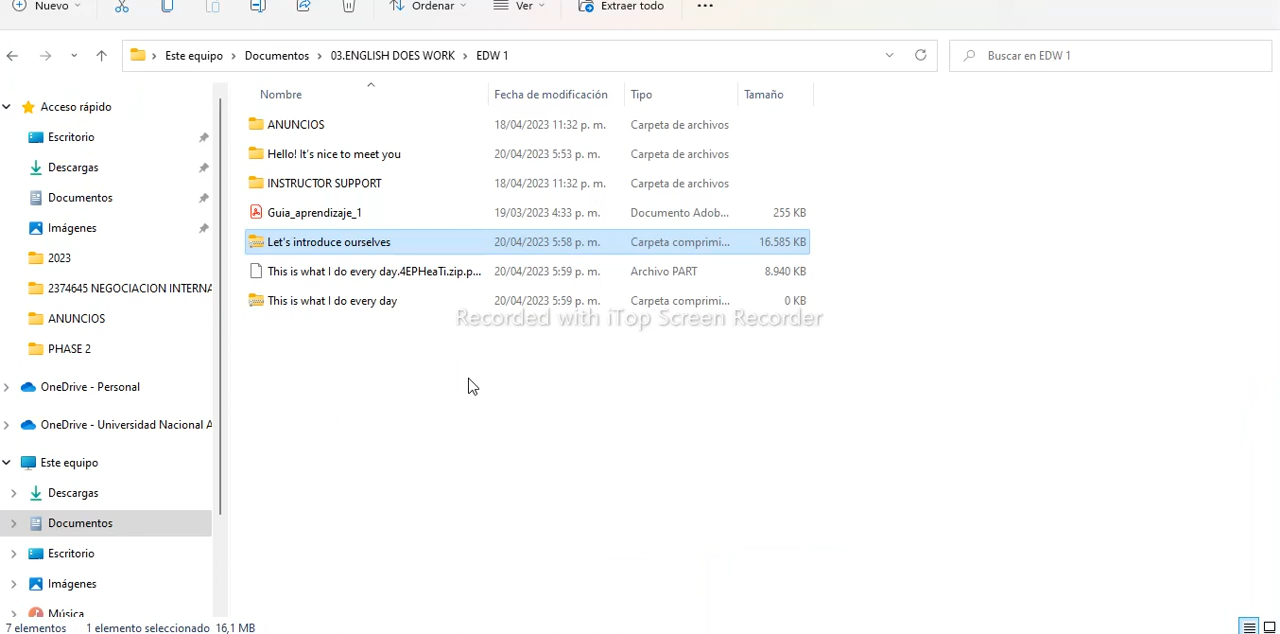 Nuevo Ordenar Ver Extraer todo ...
Este equipo > Documentos > 03.ENGLISH DOES WORK > EDW 1 Buscar en EDW 1
Nombre Fecha de modificación Tipo Tamaño
ANUNCIOS 18/04/2023 11:32 p. m. Carpeta de archivos
Hello! It's nice to meet you 20/04/2023 5:53 p. m. Carpeta de archivos
INSTRUCTOR SUPPORT 18/04/2023 11:32 p. m. Carpeta de archivos
Guia_aprendizaje_1 19/03/2023 4:33 p. m. Documento Adob... 255 KB
Let's introduce ourselves 20/04/2023 5:58 p. m. Carpeta comprimi... 16.585 KB
This is what I do every day.4EPHeaTi.zip.p... 20/04/2023 5:59 p. m. Archivo PART 8.940 KB
This is what I do every day 20/04/2023 5:59 p. m. Carpeta comprimi... 0 KB
Recorded with iTop Screen Recorder
Acceso rápido
Escritorio
Descargas
Documentos
Imágenes
2023
2374645 NEGOCIACION INTERNA
ANUNCIOS
PHASE 2
OneDrive - Personal
OneDrive - Universidad Nacional A
Este equipo
Descargas
Documentos
Escritorio
Imágenes
Música
7 elementos 1 elemento seleccionado 16,1 MB